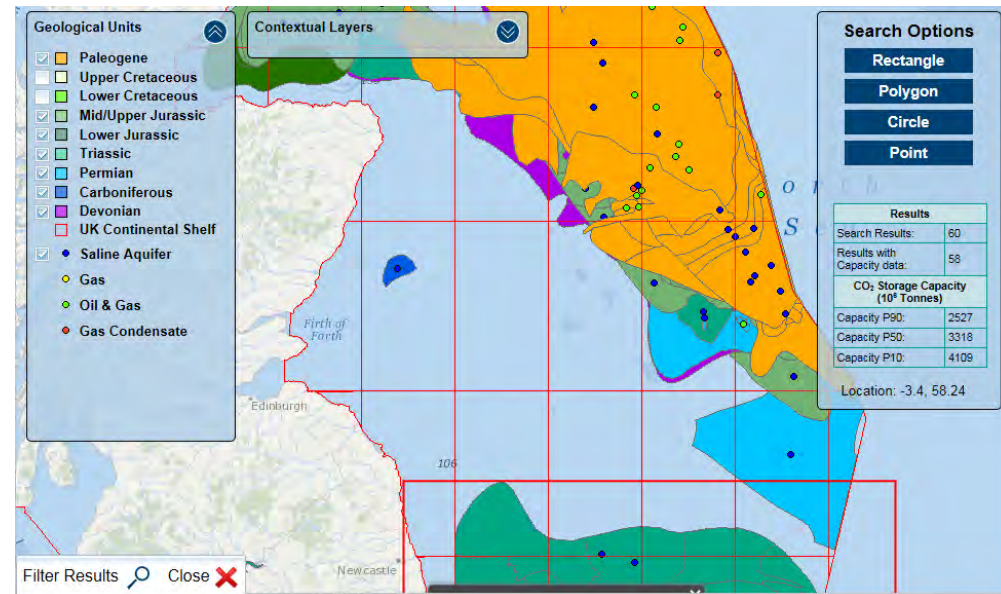 Geological Units
Paleogene
Upper Cretaceous
Lower Cretaceous
Mid/Upper Jurassic
Lower Jurassic
Triassic
Permian
Carboniferous
Devonian
UK Continental Shelf
Saline Aquifer
Gas
Oil & Gas
Gas Condensate
Contextual Layers
Firth of
Forth
Edinburgh
106
Newcastle
Filter Results
Close
Search Options
Rectangle
Polygon
Circle
Point
Results
Search Results: 60
Results with
Capacity data: 58
CO₂ Storage Capacity
(10⁶ Tonnes)
Capacity P90: 2527
Capacity P50: 3318
Capacity P10: 4109
Location: -3.4, 58.24